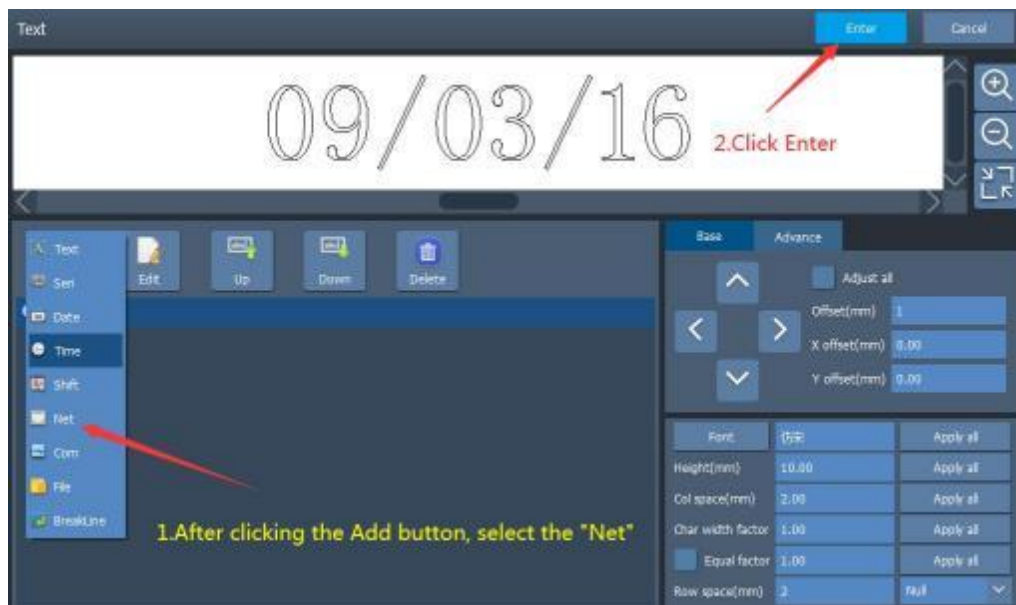 Text
Enter
Cancel
09/03/16
2.Click Enter
Text
Seri
Date
Time
Shift
Net
Com
File
BreakLine
Edit
Up
Down
Delete
1.After clicking the Add button, select the "Net"
Base
Advance
Adjust all
Offset(mm)
1
X offset(mm)
0.00
Y offset(mm)
0.00
Font
仿宋
Apply all
Height(mm)
10.00
Apply all
Col space(mm)
2.00
Apply all
Char width factor
1.00
Apply all
Equal factor
1.00
Apply all
Row space(mm)
2
Null